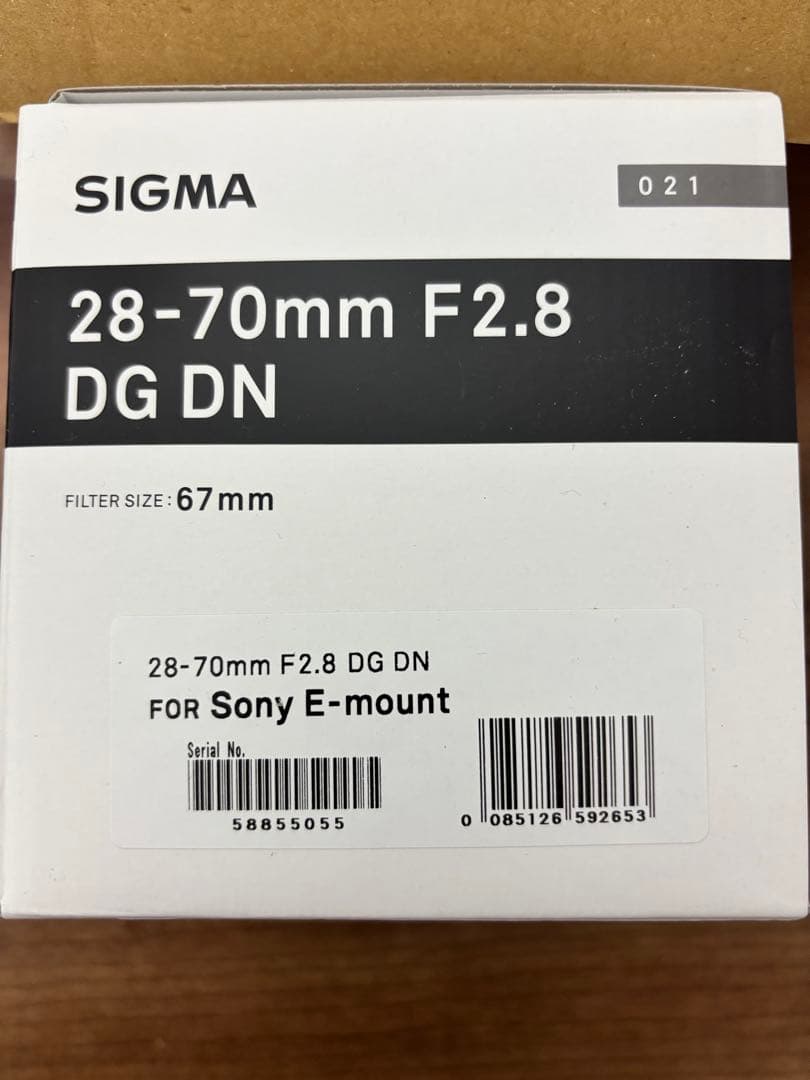 SIGMA
021
28-70mm F2.8
DG DN
FILTER SIZE: 67mm
28-70mm F2.8 DG DN
FOR Sony E-mount
Serial No.
58855055
0 085126 592653